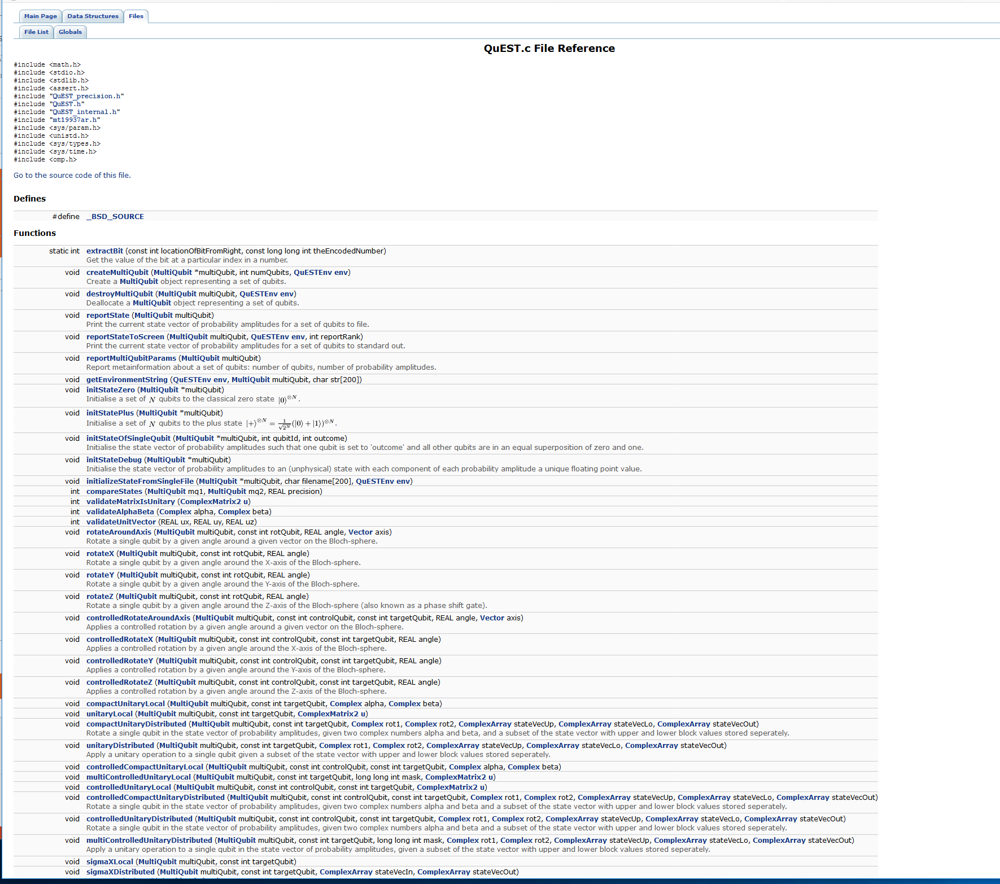 Main Page Data Structures Files
File List Globals
QuEST.c File Reference
#include <math.h>
#include <stdio.h>
#include <stdlib.h>
#include <assert.h>
#include "QuEST_precision.h"
#include "QuEST.h"
#include "QuEST_internal.h"
#include "mt19937ar.h"
#include <sys/param.h>
#include <unistd.h>
#include <sys/types.h>
#include <sys/time.h>
#include <omp.h>
Go to the source code of this file.
Defines
#define _BSD_SOURCE
Functions
static int extractBit (const int locationOfBitFromRight, const long long int theEncodedNumber)
Get the value of the bit at a particular index in a number.
void createMultiQubit (MultiQubit *multiQubit, int numQubits, QuESTEnv env)
Create a MultiQubit object representing a set of qubits.
void destroyMultiQubit (MultiQubit multiQubit, QuESTEnv env)
Deallocate a MultiQubit object representing a set of qubits.
void reportState (MultiQubit multiQubit)
Print the current state vector of probability amplitudes for a set of qubits to file.
void reportStateToScreen (MultiQubit multiQubit, QuESTEnv env, int reportRank)
Print the current state vector of probability amplitudes for a set of qubits to standard out.
void reportMultiQubitParams (MultiQubit multiQubit)
Report metainformation about a set of qubits: number of qubits, number of probability amplitudes.
void getEnvironmentString (QuESTEnv env, MultiQubit multiQubit, char str[200])
void initStateZero (MultiQubit *multiQubit)
Initialise a set of N qubits to the classical zero state |0⟩⊗N.
void initStatePlus (MultiQubit *multiQubit)
Initialise a set of N qubits to the plus state |+⟩⊗N = 1/√2N (|0⟩ + |1⟩)⊗N.
void initStateOfSingleQubit (MultiQubit *multiQubit, int qubitId, int outcome)
Initialise the state vector of probability amplitudes such that one qubit is set to 'outcome' and all other qubits are in an equal superposition of zero and one.
void initStateDebug (MultiQubit *multiQubit)
Initialise the state vector of probability amplitudes to an (unphysical) state with each component of each probability amplitude a unique floating point value.
void initializeStateFromSingleFile (MultiQubit *multiQubit, char filename[200], QuESTEnv env)
int compareStates (MultiQubit mq1, MultiQubit mq2, REAL precision)
int validateMatrixIsUnitary (ComplexMatrix2 u)
int validateAlphaBeta (Complex alpha, Complex beta)
int validateUnitVector (REAL ux, REAL uy, REAL uz)
void rotateAroundAxis (MultiQubit multiQubit, const int rotQubit, REAL angle, Vector axis)
Rotate a single qubit by a given angle around a given vector on the Bloch-sphere.
void rotateX (MultiQubit multiQubit, const int rotQubit, REAL angle)
Rotate a single qubit by a given angle around the X-axis of the Bloch-sphere.
void rotateY (MultiQubit multiQubit, const int rotQubit, REAL angle)
Rotate a single qubit by a given angle around the Y-axis of the Bloch-sphere.
void rotateZ (MultiQubit multiQubit, const int rotQubit, REAL angle)
Rotate a single qubit by a given angle around the Z-axis of the Bloch-sphere (also known as a phase shift gate).
void controlledRotateAroundAxis (MultiQubit multiQubit, const int controlQubit, const int targetQubit, REAL angle, Vector axis)
Applies a controlled rotation by a given angle around a given vector on the Bloch-sphere.
void controlledRotateX (MultiQubit multiQubit, const int controlQubit, const int targetQubit, REAL angle)
Applies a controlled rotation by a given angle around the X-axis of the Bloch-sphere.
void controlledRotateY (MultiQubit multiQubit, const int controlQubit, const int targetQubit, REAL angle)
Applies a controlled rotation by a given angle around the Y-axis of the Bloch-sphere.
void controlledRotateZ (MultiQubit multiQubit, const int controlQubit, const int targetQubit, REAL angle)
Applies a controlled rotation by a given angle around the Z-axis of the Bloch-sphere.
void compactUnitaryLocal (MultiQubit multiQubit, const int targetQubit, Complex alpha, Complex beta)
void unitaryLocal (MultiQubit multiQubit, const int targetQubit, ComplexMatrix2 u)
void compactUnitaryDistributed (MultiQubit multiQubit, const int targetQubit, Complex rot1, Complex rot2, ComplexArray stateVecUp, ComplexArray stateVecLo, ComplexArray stateVecOut)
Rotate a single qubit in the state vector of probability amplitudes, given two complex numbers alpha and beta, and a subset of the state vector with upper and lower block values stored seperately.
void unitaryDistributed (MultiQubit multiQubit, const int targetQubit, Complex rot1, Complex rot2, ComplexArray stateVecUp, ComplexArray stateVecLo, ComplexArray stateVecOut)
Apply a unitary operation to a single qubit given a subset of the state vector with upper and lower block values stored seperately.
void controlledCompactUnitaryLocal (MultiQubit multiQubit, const int controlQubit, const int targetQubit, Complex alpha, Complex beta)
void multiControlledUnitaryLocal (MultiQubit multiQubit, const int targetQubit, long long int mask, ComplexMatrix2 u)
void controlledUnitaryLocal (MultiQubit multiQubit, const int controlQubit, const int targetQubit, ComplexMatrix2 u)
void controlledCompactUnitaryDistributed (MultiQubit multiQubit, const int controlQubit, const int targetQubit, Complex rot1, Complex rot2, ComplexArray stateVecUp, ComplexArray stateVecLo, ComplexArray stateVecOut)
Rotate a single qubit in the state vector of probability amplitudes, given two complex numbers alpha and beta and a subset of the state vector with upper and lower block values stored seperately.
void controlledUnitaryDistributed (MultiQubit multiQubit, const int controlQubit, const int targetQubit, Complex rot1, Complex rot2, ComplexArray stateVecUp, ComplexArray stateVecLo, ComplexArray stateVecOut)
Rotate a single qubit in the state vector of probability amplitudes, given two complex numbers alpha and beta and a subset of the state vector with upper and lower block values stored seperately.
void multiControlledUnitaryDistributed (MultiQubit multiQubit, const int targetQubit, long long int mask, Complex rot1, Complex rot2, ComplexArray stateVecUp, ComplexArray stateVecLo, ComplexArray stateVecOut)
Apply a unitary operation to a single qubit in the state vector of probability amplitudes, given a subset of the state vector with upper and lower block values stored seperately.
void sigmaXLocal (MultiQubit multiQubit, const int targetQubit)
void sigmaXDistributed (MultiQubit multiQubit, const int targetQubit, ComplexArray stateVecIn, ComplexArray stateVecOut)